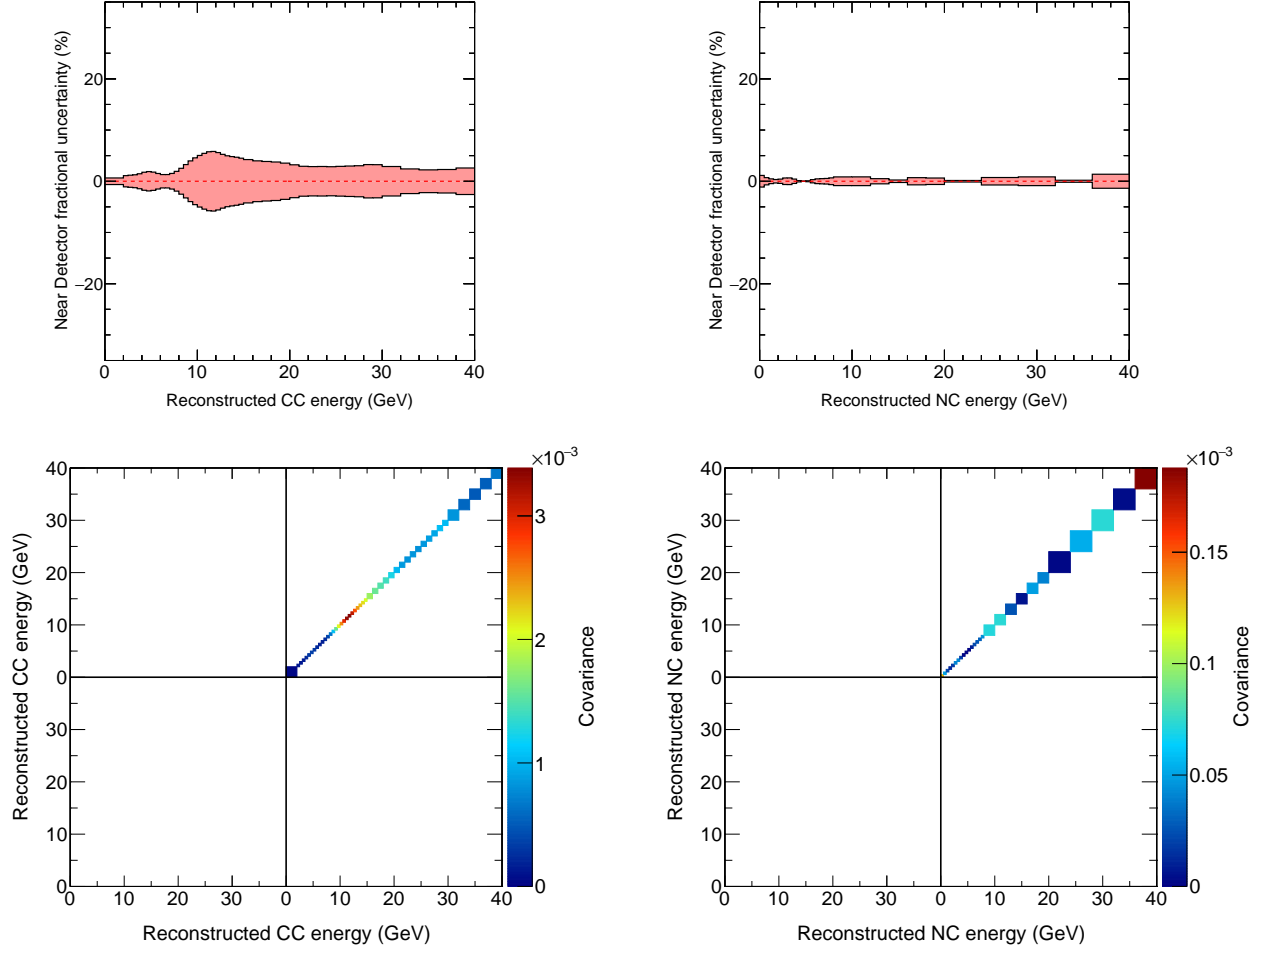 Near Detector fractional uncertainty (%)
20
0
−20
0 10 20 30 40
Reconstructed CC energy (GeV)
Near Detector fractional uncertainty (%)
20
0
−20
0 10 20 30 40
Reconstructed NC energy (GeV)
Reconstructed CC energy (GeV)
40
30
20
10
0
30
20
10
0
0 10 20 30 0 10 20 30 40
Reconstructed CC energy (GeV)
×10⁻³
3
2
1
0
Covariance
Reconstructed NC energy (GeV)
40
30
20
10
0
30
20
10
0
0 10 20 30 0 10 20 30 40
Reconstructed NC energy (GeV)
×10⁻³
0.15
0.1
0.05
0
Covariance